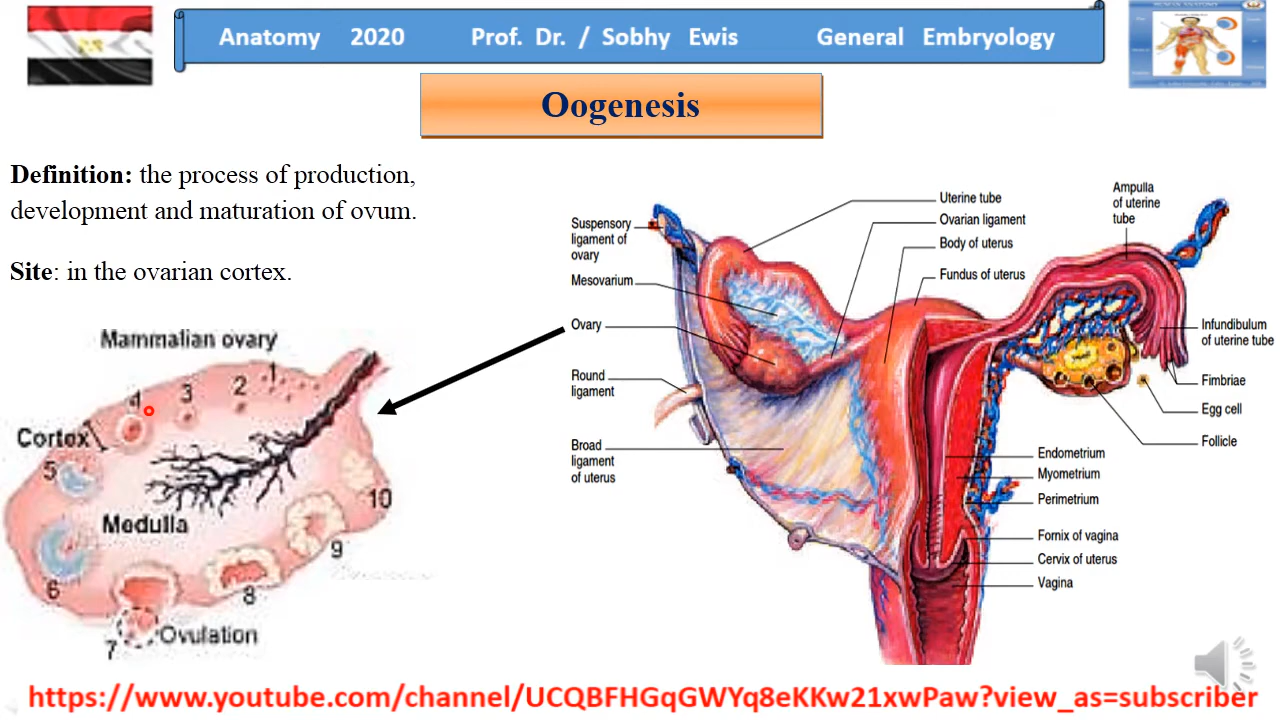 Anatomy 2020 Prof. Dr. / Sobhy Ewis General Embryology
Oogenesis
Definition: the process of production,
development and maturation of ovum.
Site: in the ovarian cortex.
Mammalian ovary
1
2
3
4
Cortex
5
Medulla
10
9
6
8
Ovulation
7
Suspensory
ligament of
ovary
Mesovarium
Ovary
Round
ligament
Broad
ligament
of uterus
Uterine tube
Ovarian ligament
Body of uterus
Fundus of uterus
Ampulla
of uterine
tube
Infundibulum
of uterine tube
Fimbriae
Egg cell
Follicle
Endometrium
Myometrium
Perimetrium
Fornix of vagina
Cervix of uterus
Vagina
https://www.youtube.com/channel/UCQBFHGqGWYq8eKKw21xwPaw?view_as=subscriber